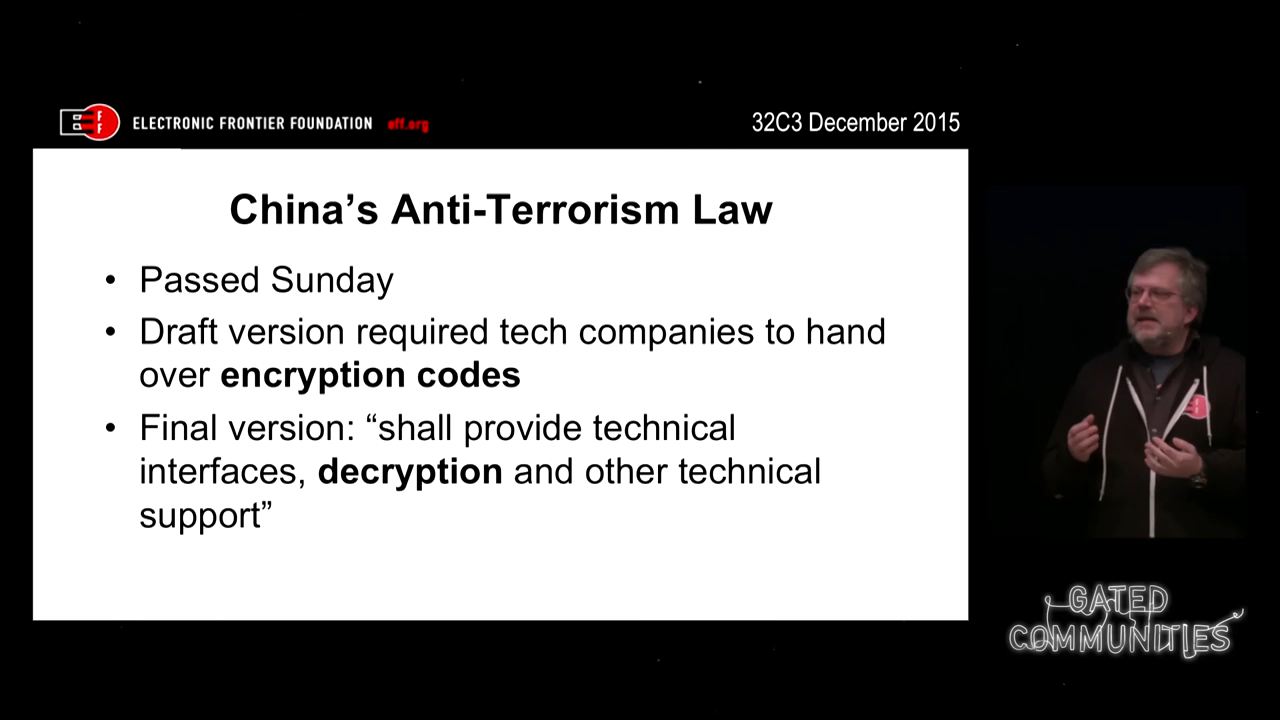 E F F ELECTRONIC FRONTIER FOUNDATION eff.org
32C3 December 2015
China’s Anti-Terrorism Law
• Passed Sunday
• Draft version required tech companies to hand
over encryption codes
• Final version: “shall provide technical
interfaces, decryption and other technical
support”
GATED
COMMUNITIES